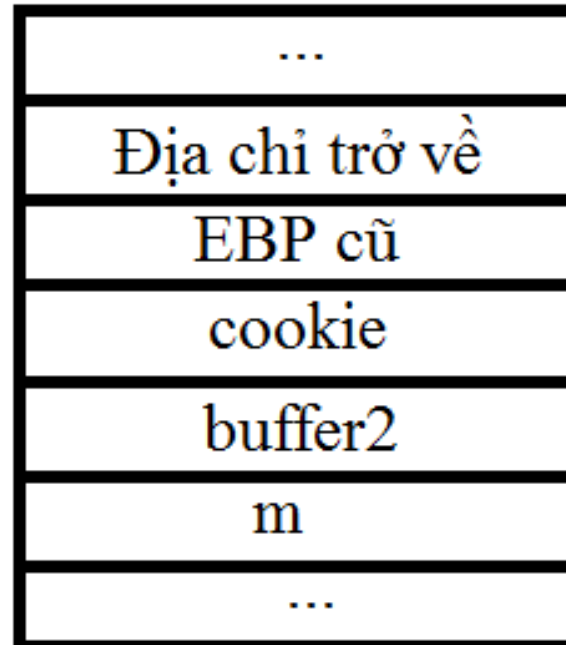 ...
Địa chỉ trở về
EBP cũ
cookie
buffer2
m
...